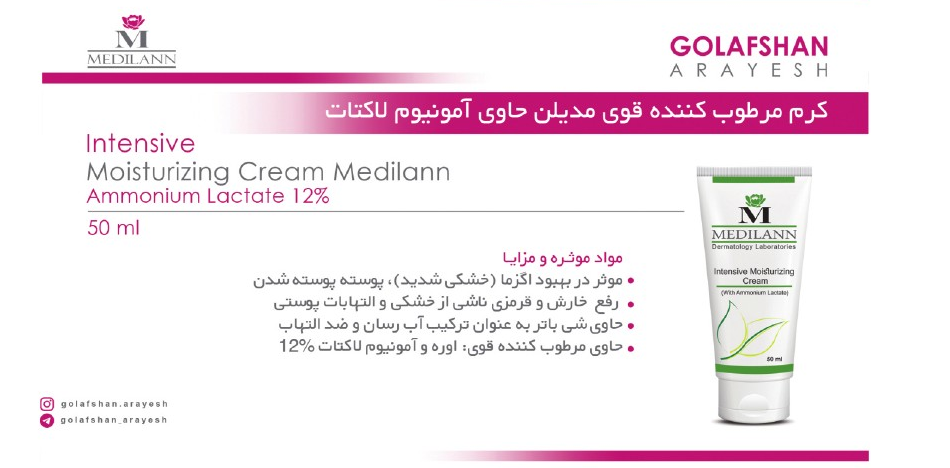 M
MEDILANN
GOLAFSHAN
ARAYESH
کرم مرطوب کننده قوی مدیلن حاوی آمونیوم لاکتات
Intensive
Moisturizing Cream Medilann
Ammonium Lactate 12%
50 ml
مواد موثره و مزایا
• موثر در بهبود اگزما (خشکی شدید)، پوسته پوسته شدن
• رفع خارش و قرمزی ناشی از خشکی و التهابات پوستی
• حاوی شی باتر به عنوان ترکیب آب رسان و ضد التهاب
• حاوی مرطوب کننده قوی: اوره و آمونیوم لاکتات 12%
M
MEDILANN
Dermatology Laboratories
Intensive Moisturizing
Cream
(With Ammonium Lactate)
50 ml
golafshan.arayesh
golafshan_arayesh